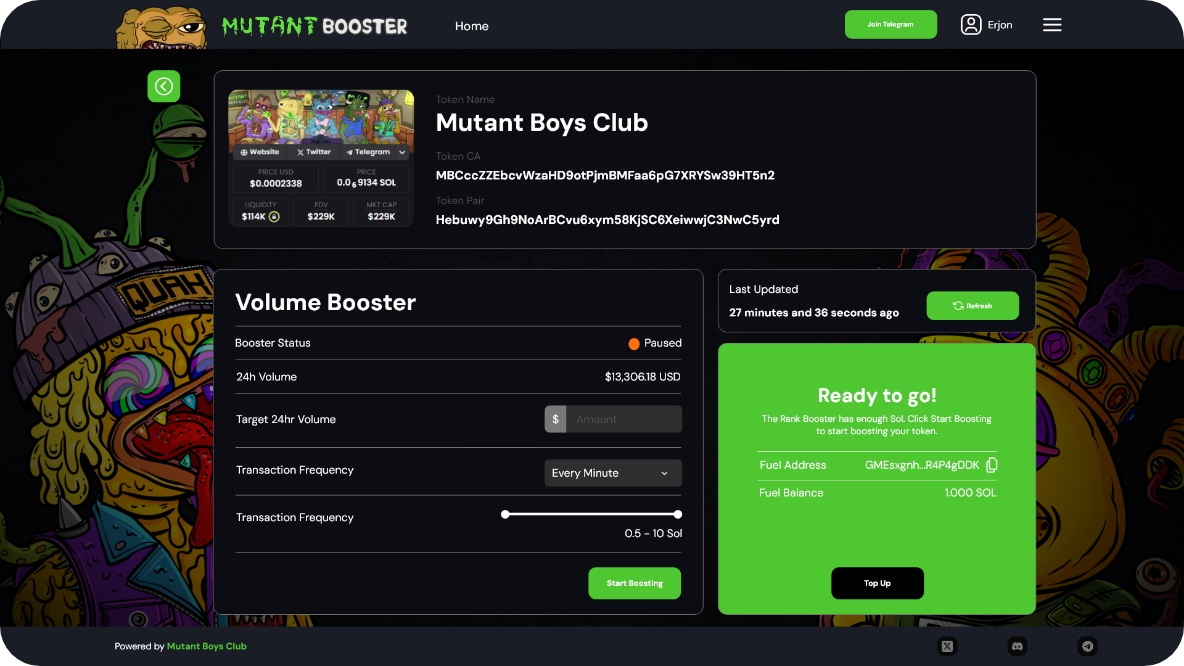 MUTANT BOOSTER
Home
Join Telegram
Erjon
Token Name
Mutant Boys Club
Token CA
MBCccZZEbcvWzaHD9otPjmBMFaa6pG7XRYSw39HT5n2
Token Pair
Hebuwy9Gh9NoArBCvu6xym58KjSC6XeiwwjC3NwC5yrd
Website Twitter Telegram
PRICE USD PRICE
$0.0002338 0.0₆9134 SOL
LIQUIDITY FDV MKT CAP
$114K $229K $229K
QUAH
Volume Booster
Booster Status Paused
24h Volume $13,306.18 USD
Target 24hr Volume $ Amount
Transaction Frequency Every Minute
Transaction Frequency
0.5 - 10 Sol
Start Boosting
Last Updated
27 minutes and 36 seconds ago
Refresh
Ready to go!
The Rank Booster has enough Sol. Click Start Boosting
to start boosting your token.
Fuel Address GMEsxgnh...R4P4gDDK
Fuel Balance 1.000 SOL
Top Up
Powered by Mutant Boys Club